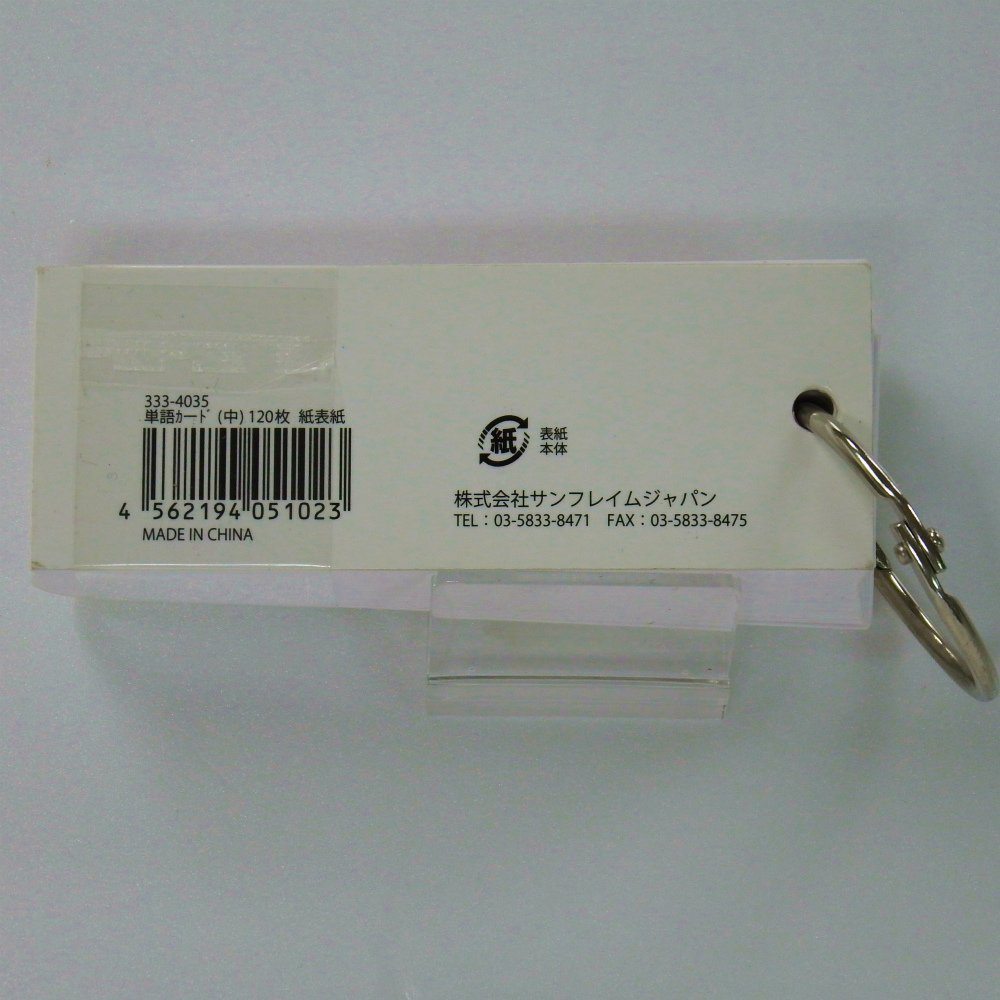 333-4035
単語ｶｰﾄﾞ (中) 120枚 紙表紙
4 562194 051023
MADE IN CHINA
紙
表紙
本体
株式会社サンフレイムジャパン
TEL：03-5833-8471 FAX：03-5833-8475